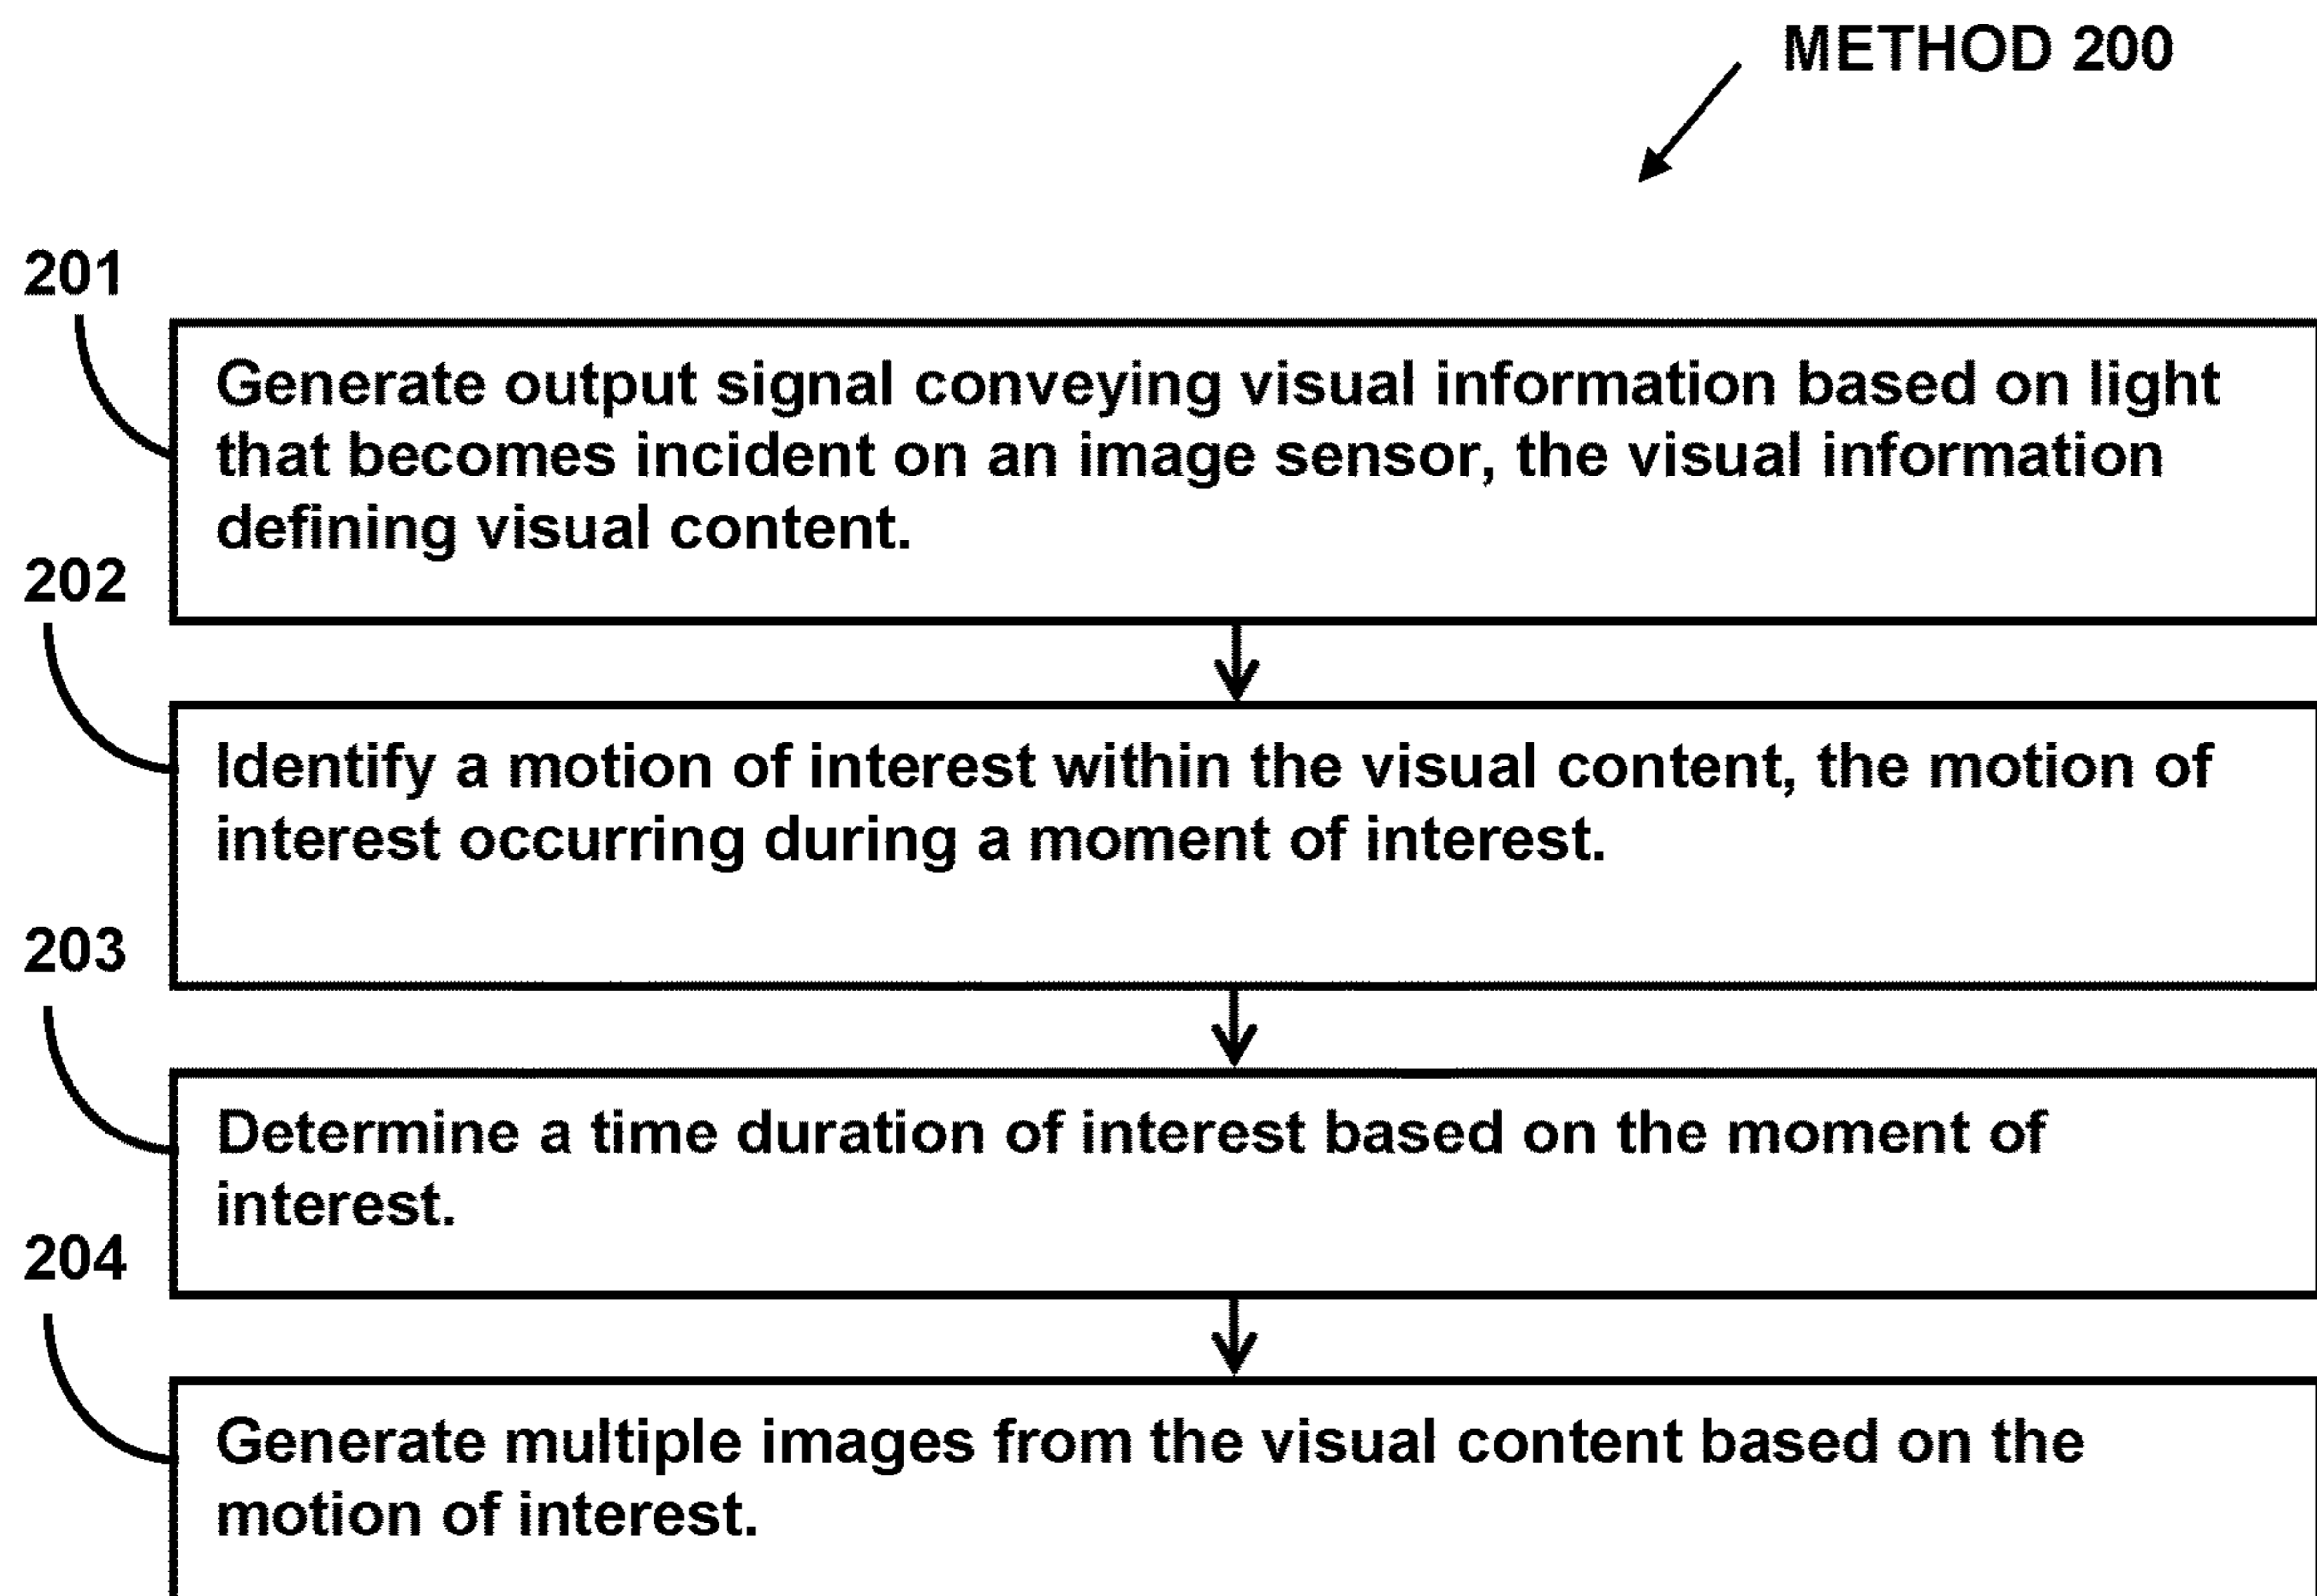 METHOD 200
201
Generate output signal conveying visual information based on light
that becomes incident on an image sensor, the visual information
defining visual content.
202
Identify a motion of interest within the visual content, the motion of
interest occurring during a moment of interest.
203
Determine a time duration of interest based on the moment of
interest.
204
Generate multiple images from the visual content based on the
motion of interest.